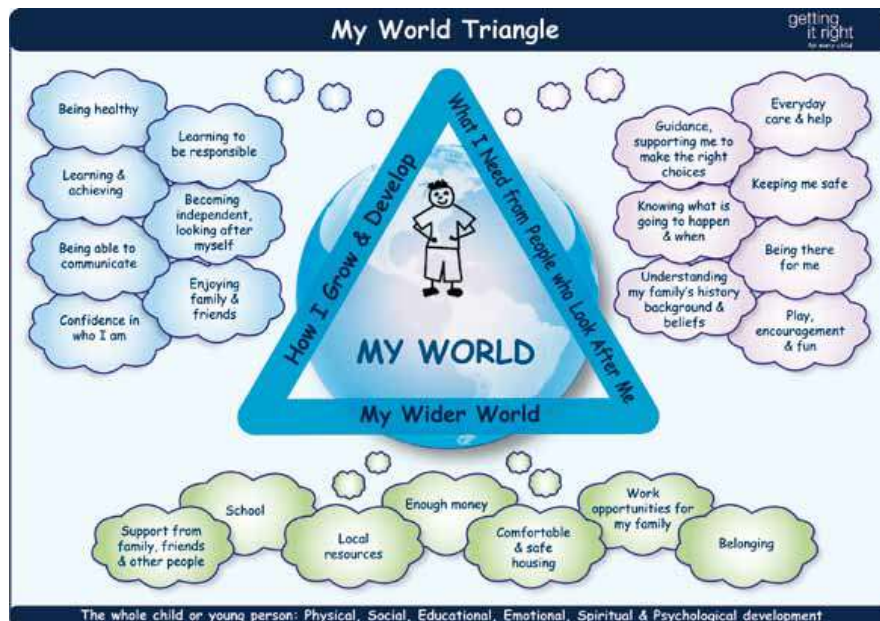 My World Triangle
getting
it right
for every child
Being healthy
Learning to
be responsible
Learning &
achieving
Becoming
independent,
looking after
myself
Being able to
communicate
Enjoying
family &
friends
Confidence in
who I am
How I Grow & Develop
What I Need from People who Look After Me
MY WORLD
My Wider World
Everyday
care & help
Guidance,
supporting me to
make the right
choices
Keeping me safe
Knowing what is
going to happen
& when
Being there
for me
Understanding
my family's history
background &
beliefs
Play,
encouragement
& fun
Support from
family, friends
& other people
School
Local
resources
Enough money
Comfortable
& safe
housing
Work
opportunities for
my family
Belonging
The whole child or young person: Physical, Social, Educational, Emotional, Spiritual & Psychological development